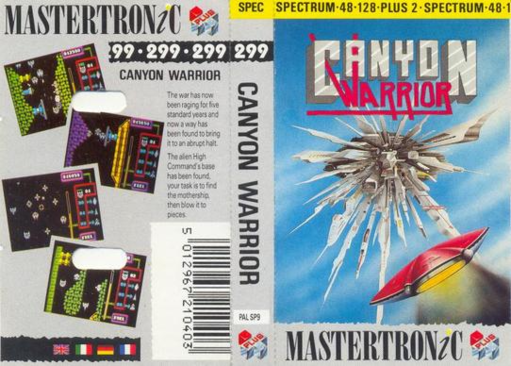 MASTERTRONiC
PLUS
.99·299·299
CANYON WARRIOR
The war has now
been raging for five
standard years and
now a way has
been found to bring
it to an abrupt halt.
The alien High
Command's base
has been found,
your task is to find
the mothership,
then blow it to
pieces.
5 012967 210403
SPEC
299
CANYON WARRIOR
PAL SP9
PLUS
SPECTRUM·48·128·PLUS 2·SPECTRUM·48·1
CANYON
WARRIOR
MASTERTRONiC
PLUS